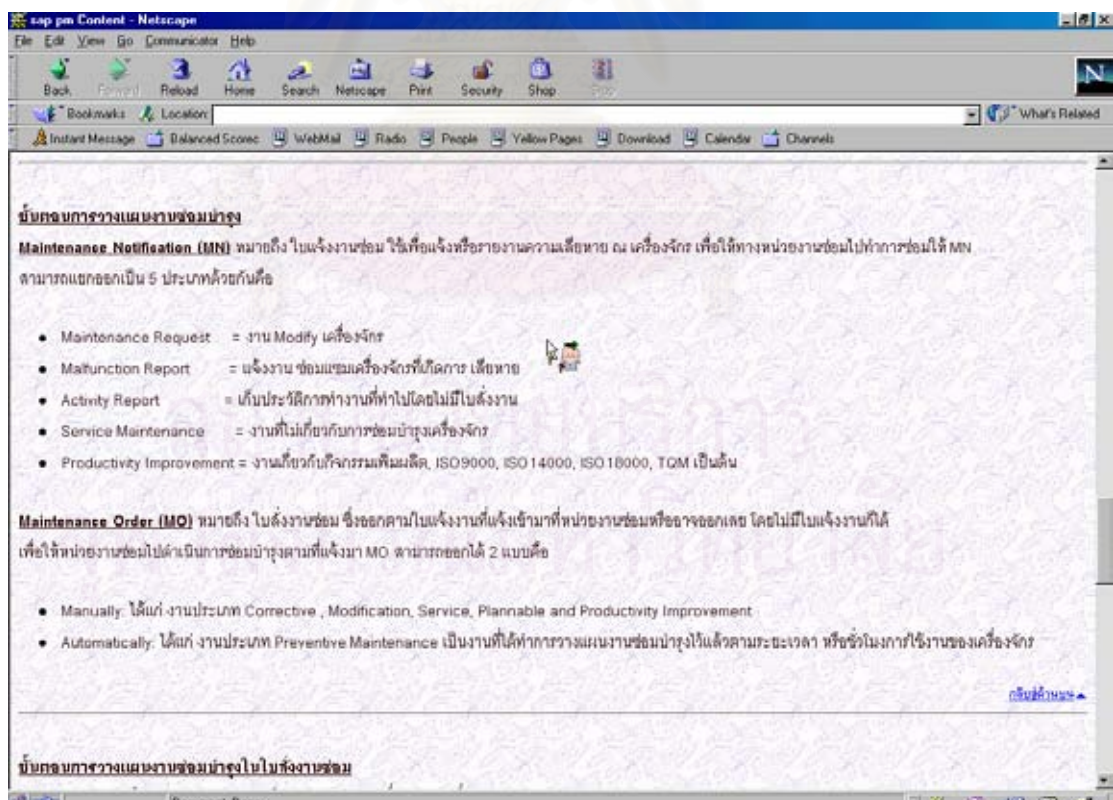 sap pm Content - Netscape
File Edit View Go Communicator Help
Back Forward Reload Home Search Netscape Print Security Shop Stop
Bookmarks Location: What's Related
Instant Message Balanced Scorec WebMail Radio People Yellow Pages Download Calendar Channels
ขั้นตอนการวางแผนงานซ่อมบำรุง
Maintenance Notification (MN) หมายถึง ใบแจ้งงานซ่อม ใช้เพื่อแจ้งหรือรายงานความเสียหาย ณ เครื่องจักร เพื่อให้ทางหน่วยงานซ่อมไปทำการซ่อมให้ MN
สามารถแยกออกเป็น 5 ประเภทด้วยกันคือ
Maintenance Request = งาน Modify เครื่องจักร
Malfunction Report = แจ้งงาน ซ่อมแซมเครื่องจักรที่เกิดการ เสียหาย
Activity Report = เก็บประวัติการทำงานที่ทำไปโดยไม่มีใบสั่งงาน
Service Maintenance = งานที่ไม่เกี่ยวกับการซ่อมบำรุงเครื่องจักร
Productivity Improvement = งานเกี่ยวกับกิจกรรมเพิ่มผลิต, ISO9000, ISO14000, ISO18000, TQM เป็นต้น
Maintenance Order (MO) หมายถึง ใบสั่งงานซ่อม ซึ่งออกตามใบแจ้งงานที่แจ้งเข้ามาที่หน่วยงานซ่อมหรืออาจออกเลย โดยไม่มีใบแจ้งงานก็ได้
เพื่อให้หน่วยงานซ่อมไปดำเนินการซ่อมบำรุงตามที่แจ้งมา MO สามารถออกได้ 2 แบบคือ
Manually: ได้แก่ งานประเภท Corrective , Modification, Service, Plannable and Productivity Improvement
Automatically: ได้แก่ งานประเภท Preventive Maintenance เป็นงานที่ได้ทำการวางแผนงานซ่อมบำรุงไว้แล้วตามระยะเวลา หรือชั่วโมงการใช้งานของเครื่องจักร
กลับสู่ด้านบน
ขั้นตอนการวางแผนงานซ่อมบำรุงในใบสั่งงานซ่อม